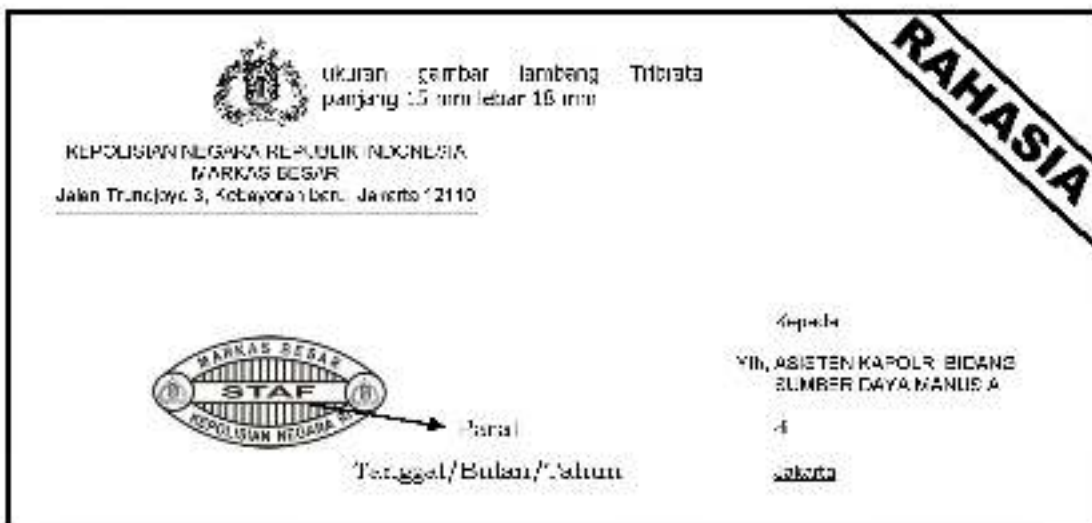 RAHASIA
ukuran gambar lambang Tribrata
panjang 15 mm lebar 18 mm
KEPOLISIAN NEGARA REPUBLIK INDONESIA
MARKAS BESAR
Jalan Trunojoyo 3, Kebayoran Baru Jakarta 12110
Kepada
Yth, ASISTEN KAPOLRI BIDANG
SUMBER DAYA MANUSIA
MARKAS BESAR
STAF
KEPOLISIAN NEGARA
Paraf
di
Tanggal/Bulan/Tahun
Jakarta